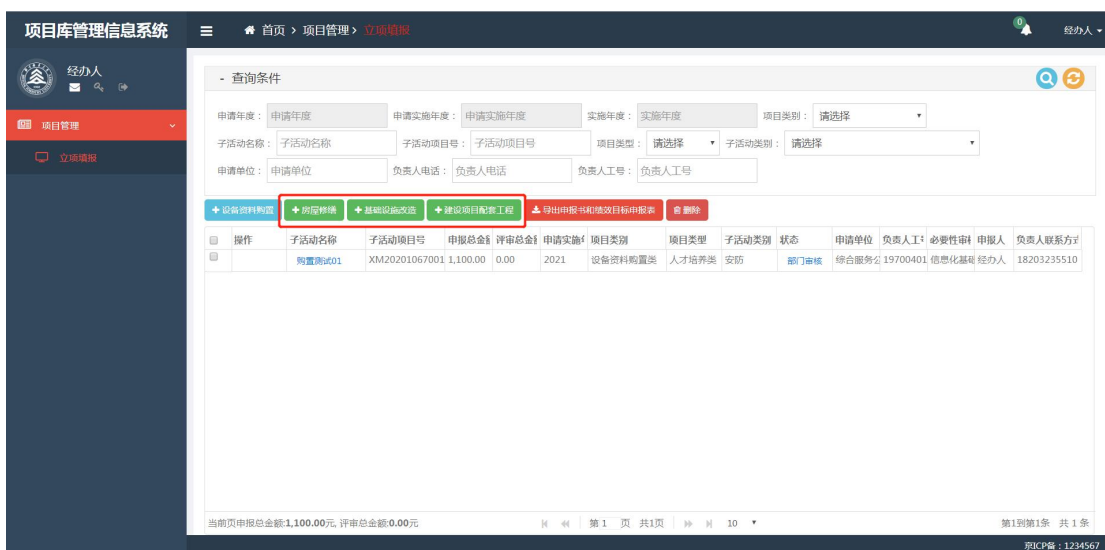 项目库管理信息系统 首页 > 项目管理 > 立项填报 0 经办人
经办人
项目管理
立项填报
- 查询条件
申请年度： 申请年度 申请实施年度： 申请实施年度 实施年度： 实施年度 项目类别： 请选择
子活动名称： 子活动名称 子活动项目号： 子活动项目号 项目类型： 请选择 子活动类别： 请选择
申请单位： 申请单位 负责人电话： 负责人电话 负责人工号： 负责人工号
+设备资料购置 +房屋修缮 +基础设施改造 +建设项目配套工程 导出申报书和绩效目标申报表 删除
操作 子活动名称 子活动项目号 申报总金额 评审总金额 申请实施年 项目类别 项目类型 子活动类别 状态 申请单位 负责人工号 必要性审核 申报人 负责人联系方式
购置测试01 XM20201067001 1,100.00 0.00 2021 设备资料购置类 人才培养类 安防 部门审核 综合服务公 19700401 信息化基础 经办人 18203235510
当前页申报总金额:1,100.00元, 评审总金额:0.00元 第 1 页 共1页 10 第1到第1条 共 1 条
京ICP备：1234567